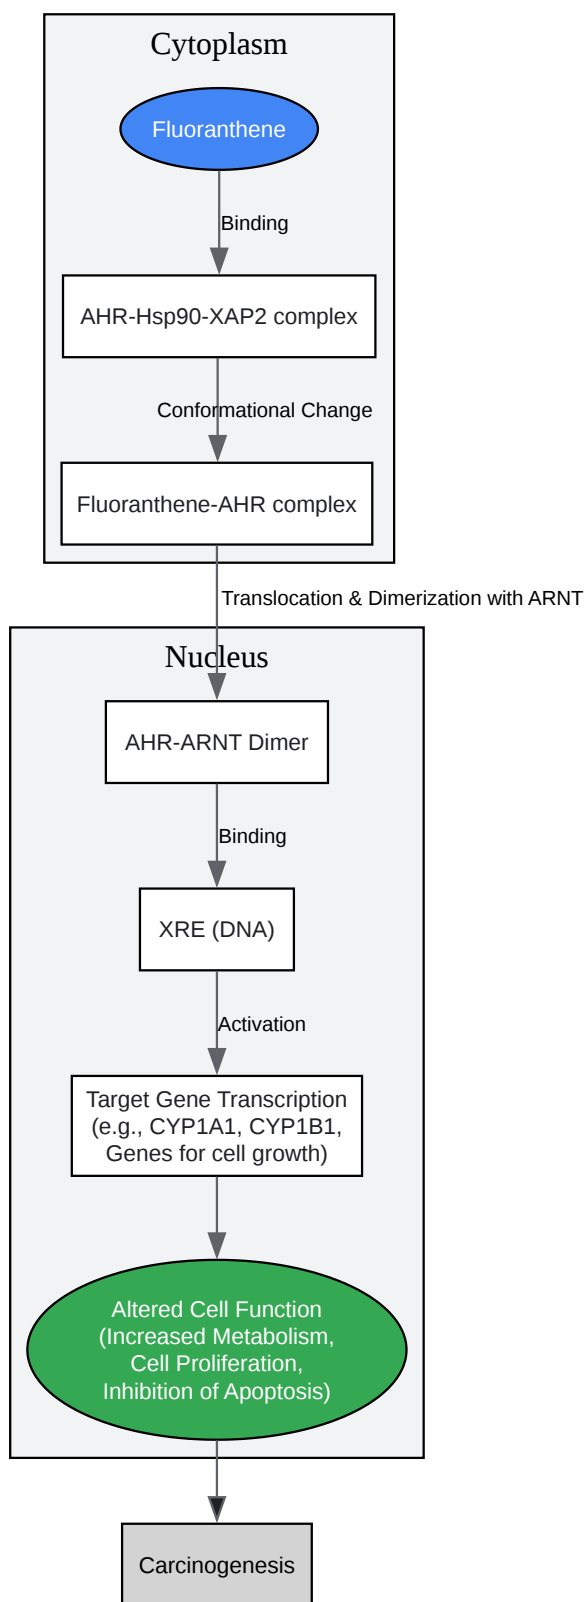 Cytoplasm
Fluoranthene
Binding
AHR-Hsp90-XAP2 complex
Conformational Change
Fluoranthene-AHR complex
Translocation & Dimerization with ARNT
Nucleus
AHR-ARNT Dimer
Binding
XRE (DNA)
Activation
Target Gene Transcription
(e.g., CYP1A1, CYP1B1,
Genes for cell growth)
Altered Cell Function
(Increased Metabolism,
Cell Proliferation,
Inhibition of Apoptosis)
Carcinogenesis